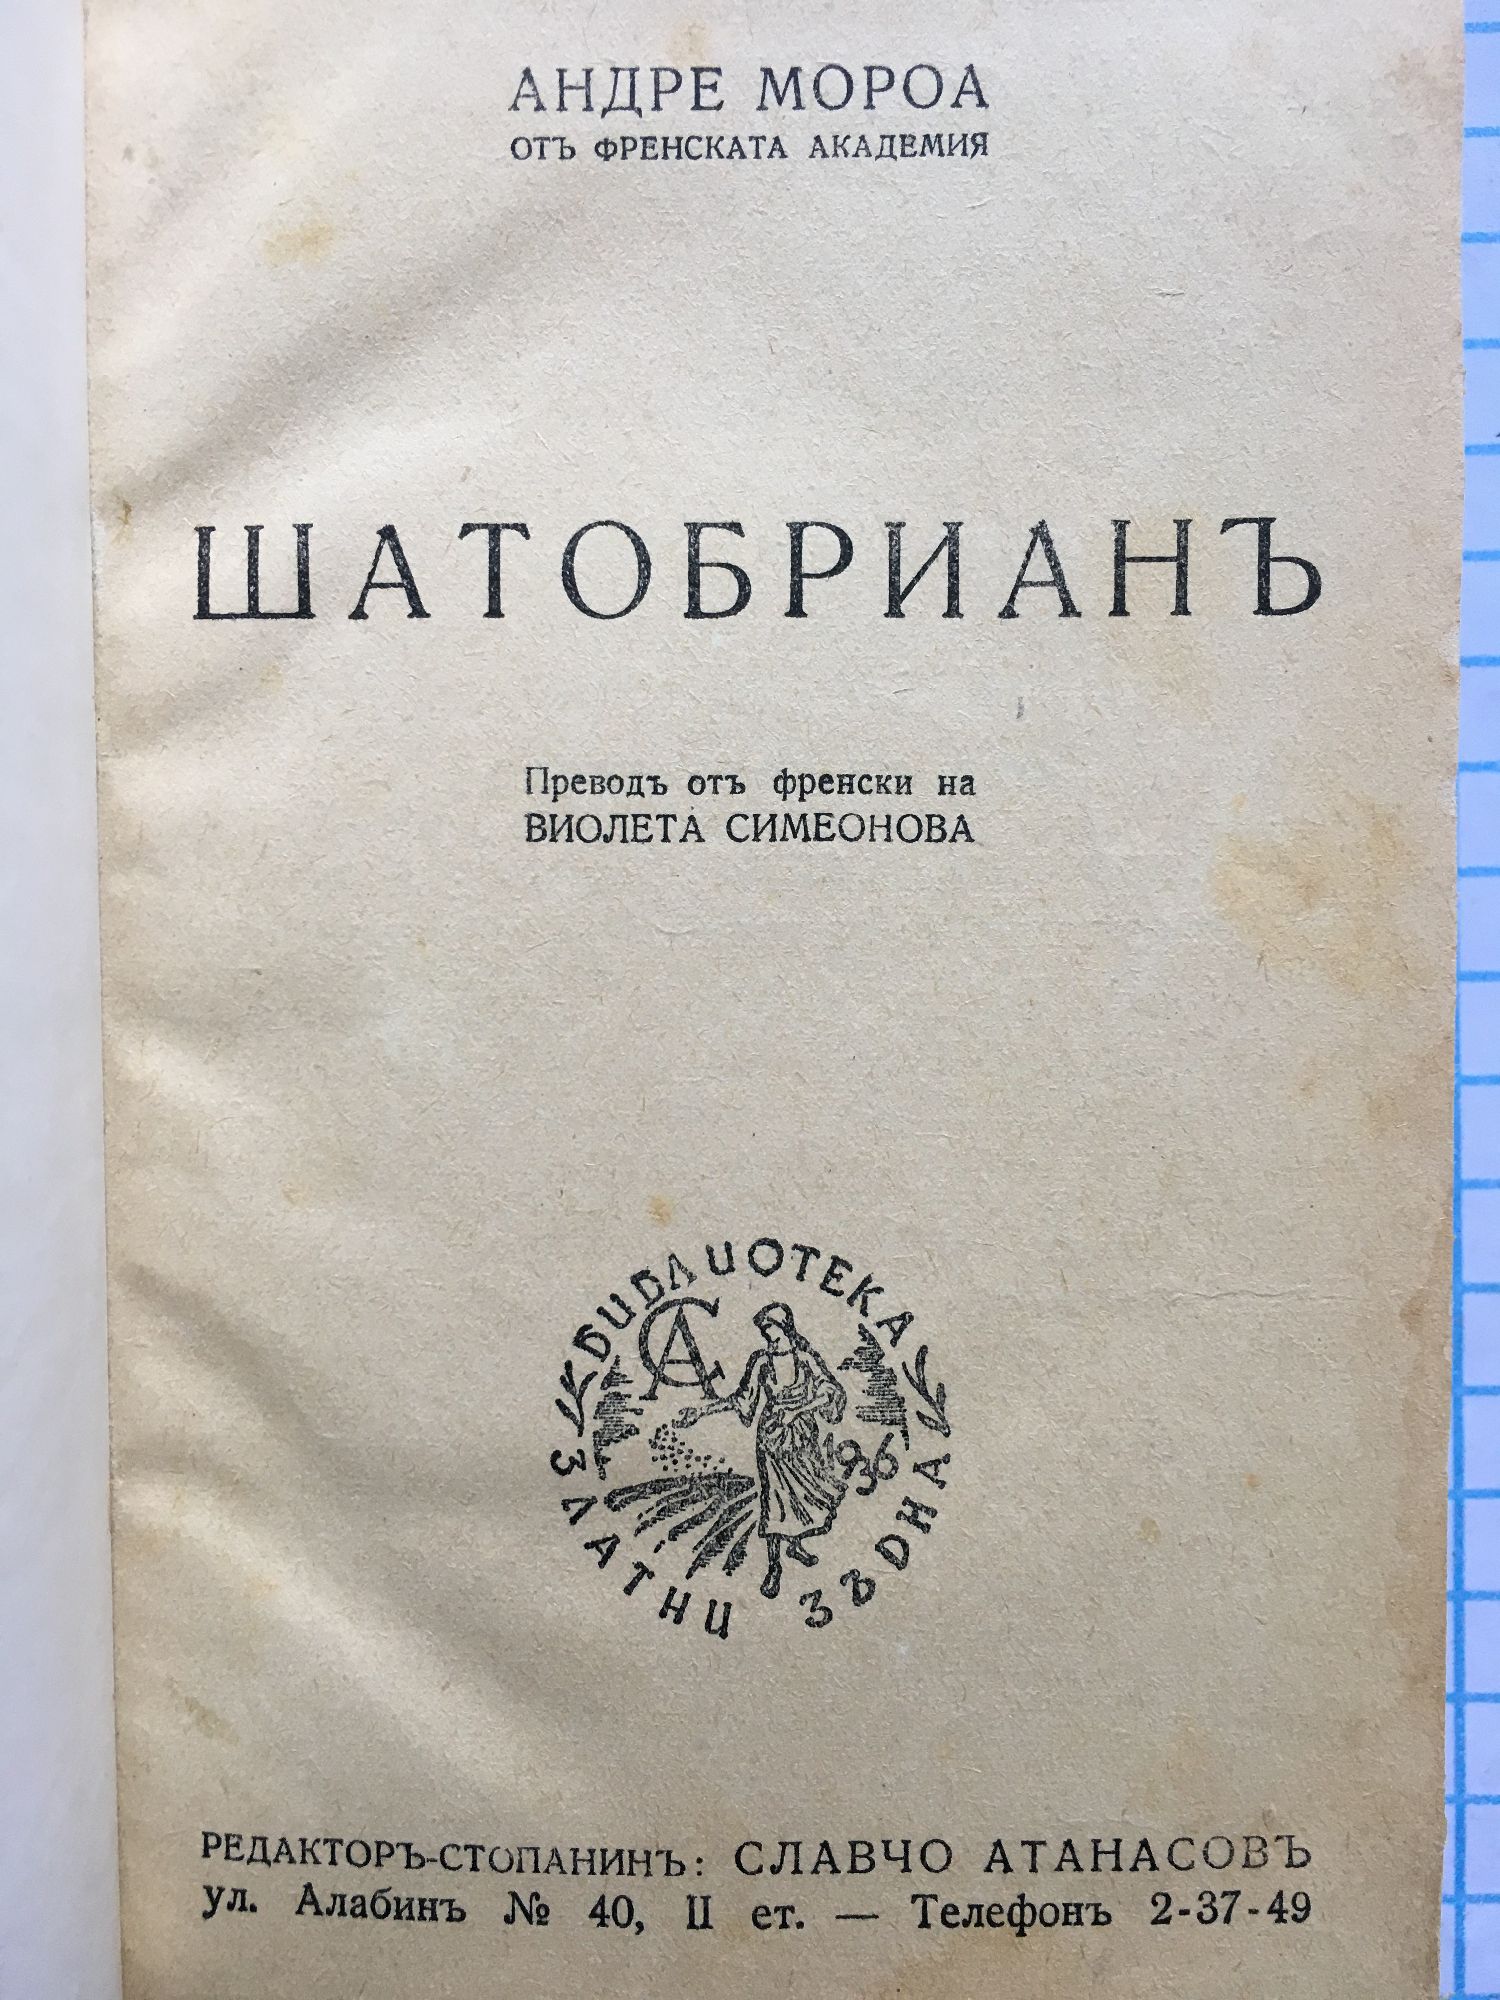 АНДРЕ МОРОА
ОТЪ ФРЕНСКАТА АКАДЕМИЯ
ШАТОБРИАНЪ
Преводъ отъ френски на
ВИОЛЕТА СИМЕОНОВА
БИБЛИОТЕКА
ЗЛАТНИ ЗЪРНА
СА
1936
РЕДАКТОРЪ-СТОПАНИНЪ: СЛАВЧО АТАНАСОВЪ
ул. Алабинъ № 40, II ет. — Телефонъ 2-37-49